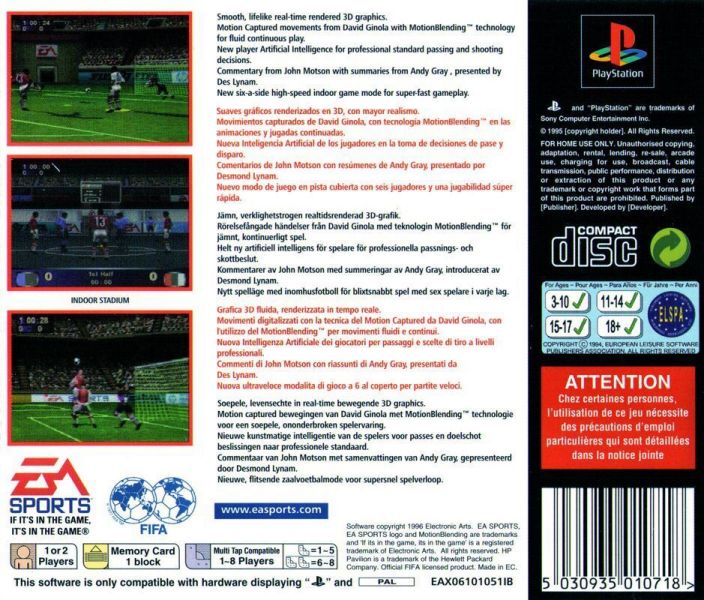 1 00:24
0 0
EA
1 00:00
0 1st Half 0
00:00
INDOOR STADIUM
1 00:28
0 0
Smooth, lifelike real-time rendered 3D graphics.
Motion Captured movements from David Ginola with MotionBlending™ technology
for fluid continuous play.
New player Artificial Intelligence for professional standard passing and shooting
decisions.
Commentary from John Motson with summaries from Andy Gray , presented by
Des Lynam.
New six-a-side high-speed indoor game mode for super-fast gameplay.
Suaves gráficos renderizados en 3D, con mayor realismo.
Movimientos capturados de David Ginola, con tecnología MotionBlending™ en las
animaciones y jugadas continuadas.
Nueva Inteligencia Artificial de los jugadores en la toma de decisiones de pase y
disparo.
Comentarios de John Motson con resúmenes de Andy Gray, presentado por
Desmond Lynam.
Nuevo modo de juego en pista cubierta con seis jugadores y una jugabilidad súper
rápida.
Jämn, verklighetstrogen realtidsrenderad 3D-grafik.
Rörelsefångade händelser från David Ginola med teknologin MotionBlending™ för
jämnt, kontinuerligt spel.
Helt ny artificiell intelligens för spelare för professionella passnings- och
skottbeslut.
Kommentarer av John Motson med summeringar av Andy Gray, introducerat av
Desmond Lynam.
Nytt spelläge med inomhusfotboll för blixtsnabbt spel med sex spelare i varje lag.
Grafica 3D fluida, renderizzata in tempo reale.
Movimenti digitalizzati con la tecnica del Motion Captured da David Ginola, con
l'utilizzo del MotionBlending™ per movimenti fluidi e continui.
Nuova Intelligenza Artificiale dei giocatori per passaggi e scelte di tiro a livelli
professionali.
Commenti di John Motson con riassunti di Andy Gray, presentati da
Des Lynam.
Nuova ultraveloce modalita di gioco a 6 al coperto per partite veloci.
Soepele, levensechte in real-time bewegende 3D graphics.
Motion captured bewegingen van David Ginola met MotionBlending™ technologie
voor een soepele, ononderbroken spelervaring.
Nieuwe kunstmatige intelligentie van de spelers voor passes en doelschot
beslissingen naar professionele standaard.
Commentaar van John Motson met samenvattingen van Andy Gray, gepresenteerd
door Desmond Lynam.
Nieuwe, flitsende zaalvoetbalmode voor supersnel spelverloop.
EA
SPORTS
IF IT'S IN THE GAME,
IT'S IN THE GAME®
FIFA
www.easports.com
Software copyright 1996 Electronic Arts. EA SPORTS,
EA SPORTS logo and MotionBlending are trademarks
and 'If its in the game, its in the game' is a registered
trademark of Electronic Arts. All rights reserved. HP
Pavilion is a trademark of the Hewlett Packard
Company. Official FIFA licensed product. Made in EC.
1 or 2
Players
Memory Card
1 block
Multi Tap Compatible
1-8 Players
=1-5
=6-8
This software is only compatible with hardware displaying "PS" and PAL EAX06101051IB
PlayStation
and "PlayStation" are trademarks of
Sony Computer Entertainment Inc.
© 1995 [copyright holder]. All Rights Reserved.
FOR HOME USE ONLY. Unauthorised copying,
adaptation, rental, lending, re-sale, arcade
use, charging for use, broadcast, cable
transmission, public performance, distribution
or extraction of this product or any
trademark or copyright work that forms part
of this product are prohibited. Published by
[Publisher]. Developed by [Developer].
COMPACT
disc
For Ages - Pour Ages - Para Años - Für Jahre - Per Anni
3-10 11-14
15-17 18+
ELSPA
COPYRIGHT © 1994, EUROPEAN LEISURE SOFTWARE
PUBLISHERS ASSOCIATION. ALL RIGHTS RESERVED
ATTENTION
Chez certaines personnes,
l'utilisation de ce jeu nécessite
des précautions d'emploi
particulières qui sont détaillées
dans la notice jointe
5 030935 010718 >